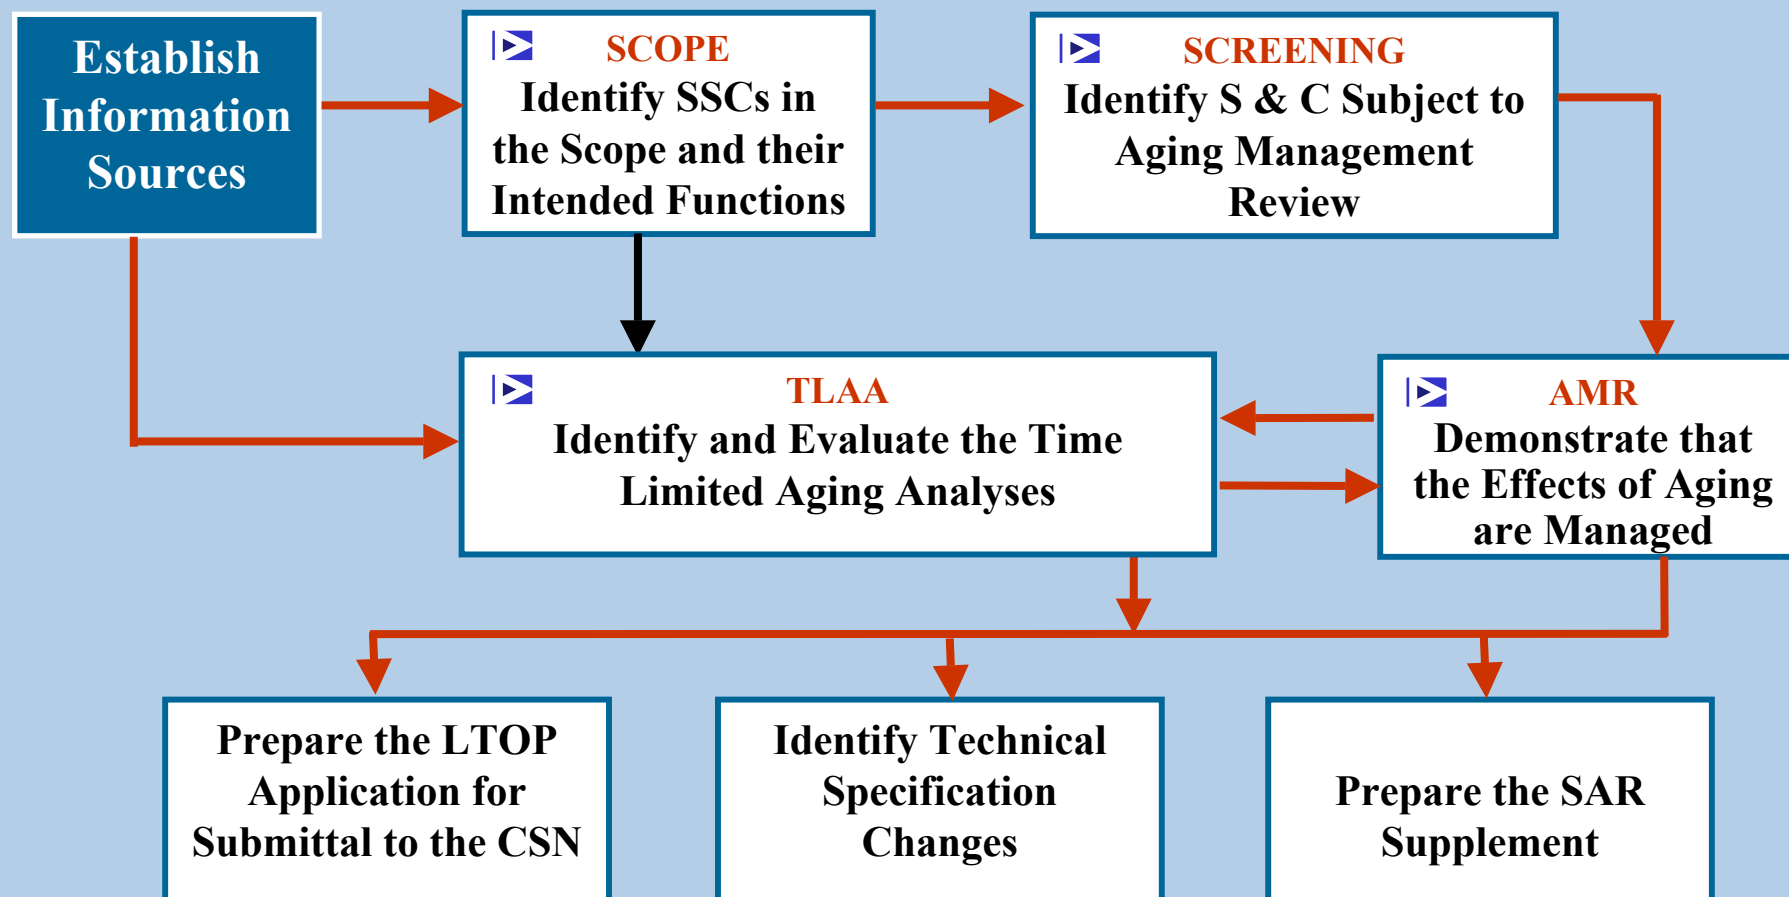 Establish
Information
Sources
SCOPE
Identify SSCs in
the Scope and their
Intended Functions
SCREENING
Identify S & C Subject to
Aging Management
Review
TLAA
Identify and Evaluate the Time
Limited Aging Analyses
AMR
Demonstrate that
the Effects of Aging
are Managed
Prepare the LTOP
Application for
Submittal to the CSN
Identify Technical
Specification
Changes
Prepare the SAR
Supplement